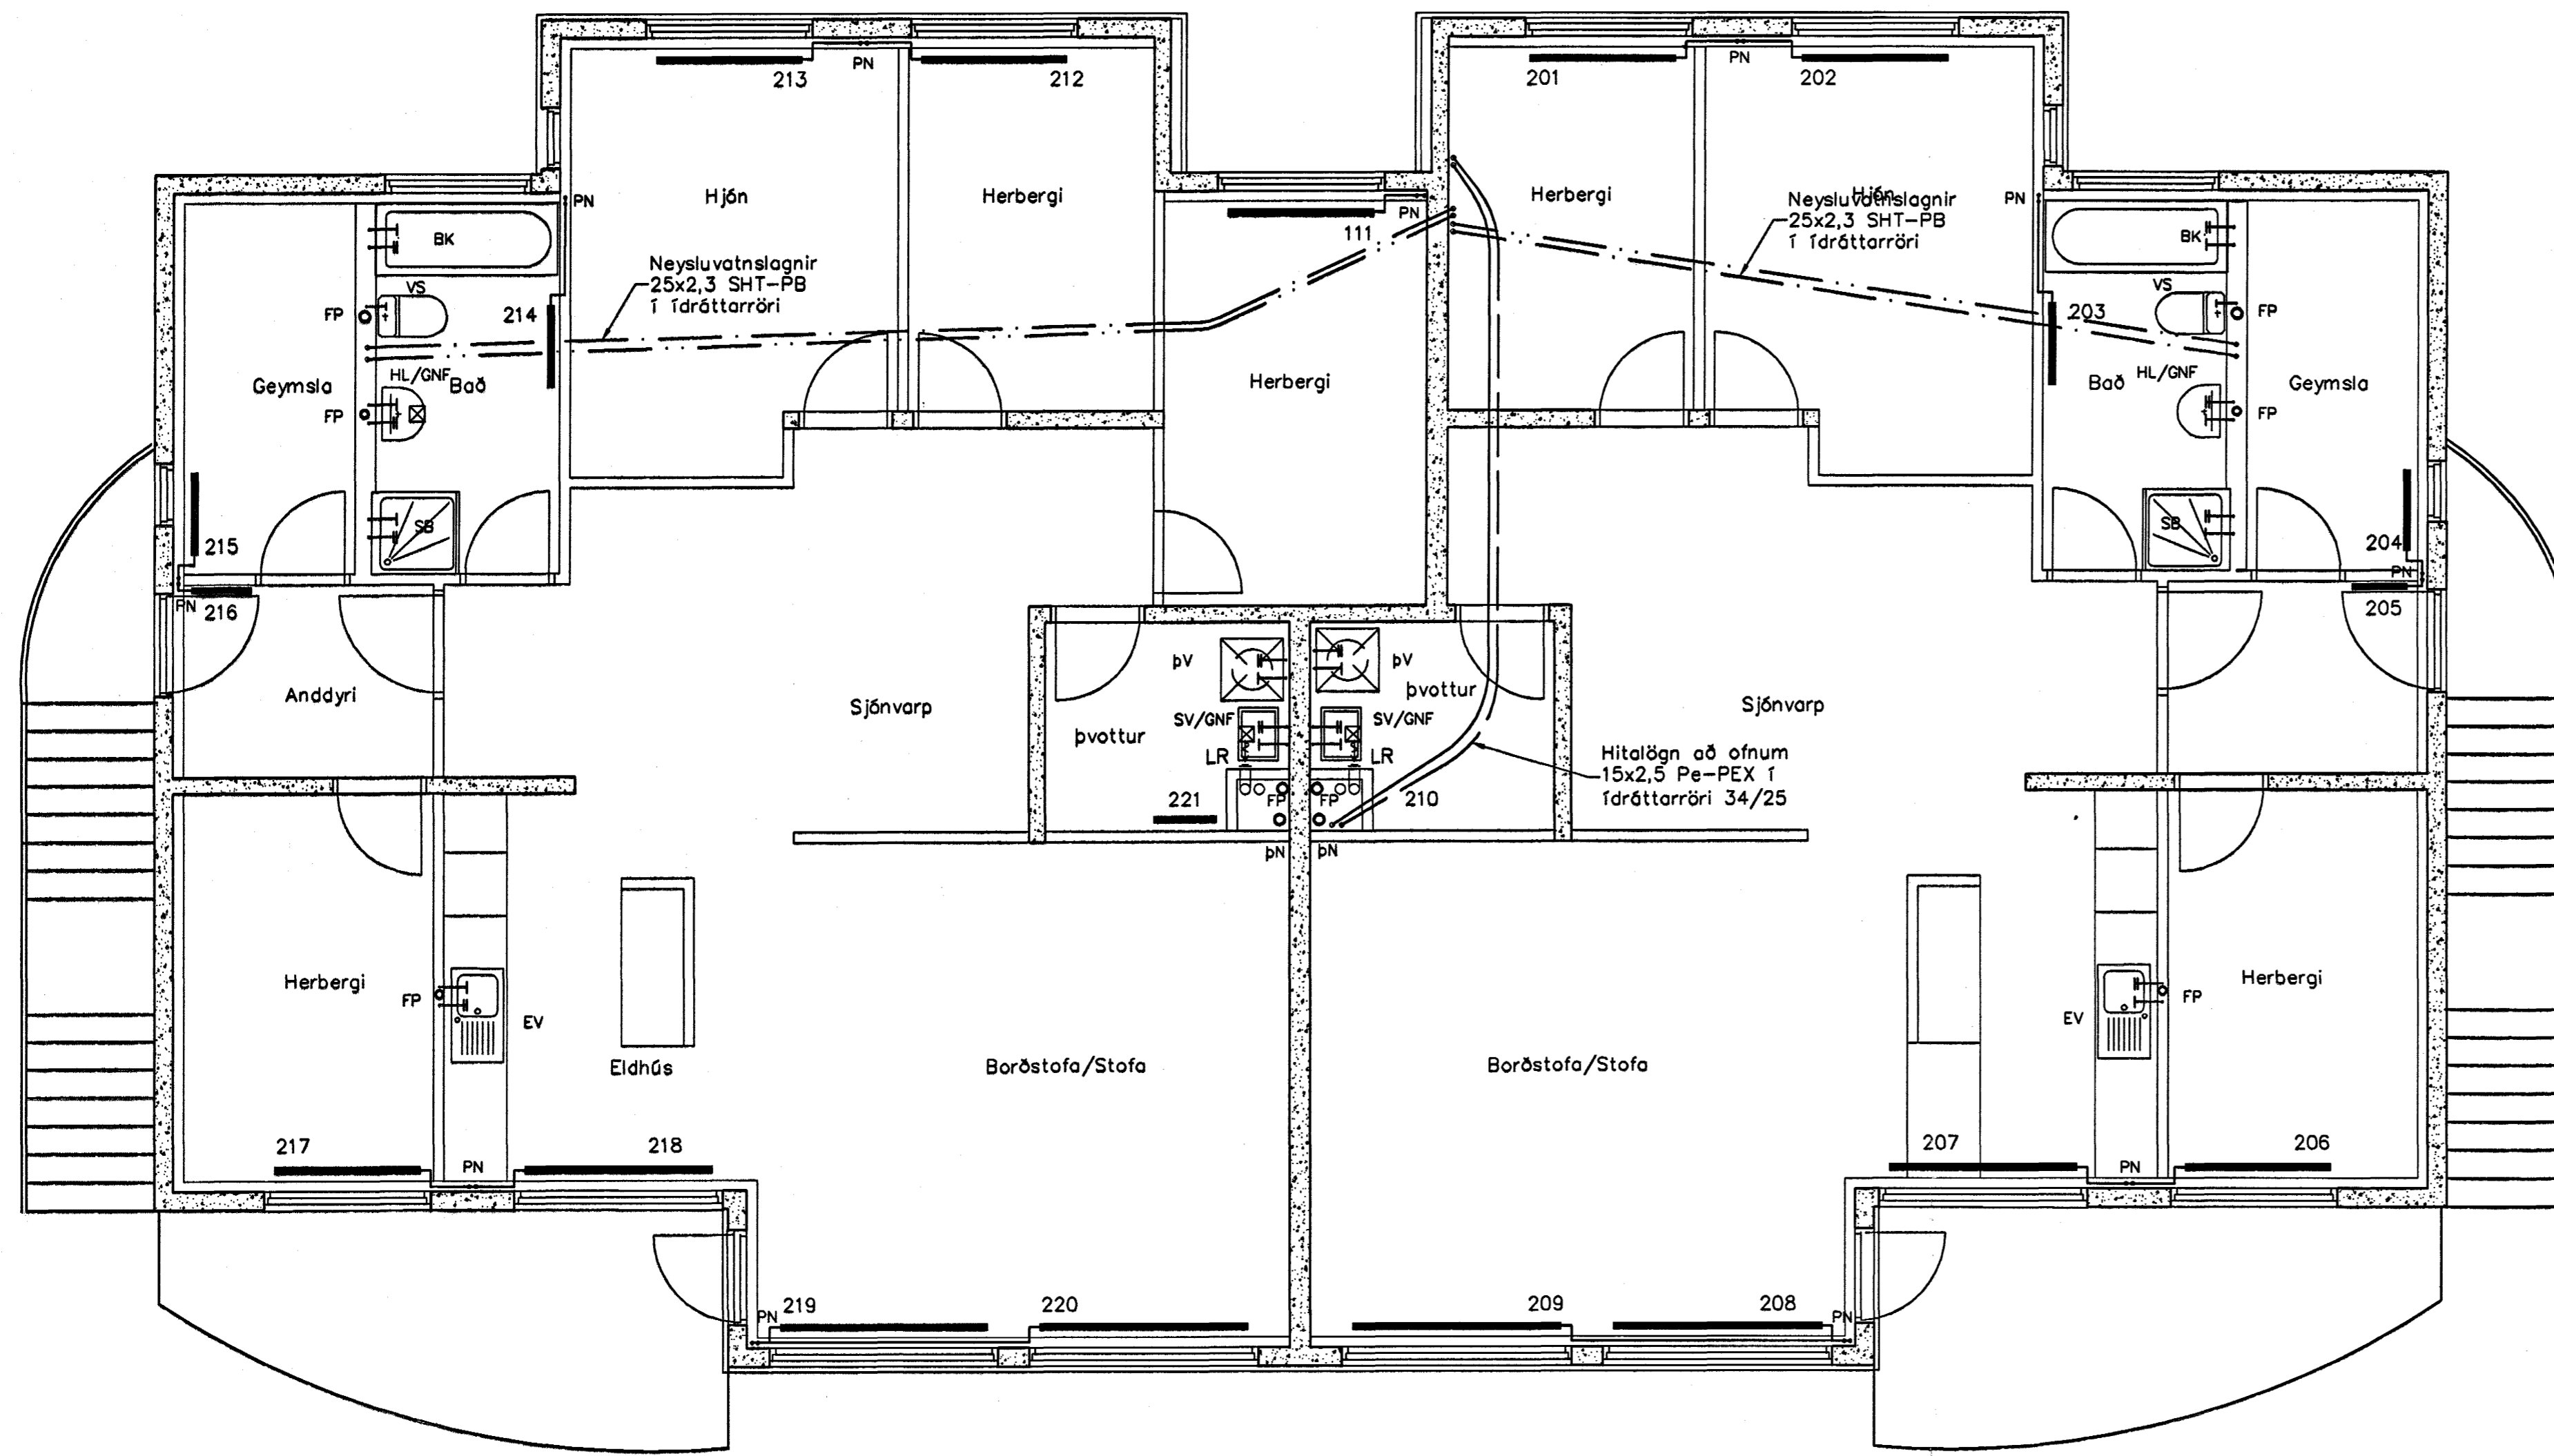 213
PN
212
201
PN
202
Hjón
Herbergi
PN
BK
VS
FP
214
Neysluvatnslagnir
25x2,3 SHT-PB
í ídráttarröri
111
PN
Herbergi
Hjón
Neysluvatnslagnir
25x2,3 SHT-PB
í ídráttarröri
PN
BK
VS
203
FP
Geymsla
HL/GNF
Bað
FP
Herbergi
Bað
HL/GNF
FP
Geymsla
215
SB
SB
204
PN
216
PN
205
Anddyri
Sjónvarp
þV
þvottur
SV/GNF
LR
221
FP
þV
þvottur
SV/GNF
LR
FP
210
Sjónvarp
Hitalögn að ofnum
15x2,5 Pe-PEX í
ídráttarröri 34/25
þN
þN
Herbergi
FP
EV
Eldhús
Borðstofa/Stofa
Borðstofa/Stofa
EV
FP
Herbergi
217
PN
218
207
PN
206
PN
219
220
209
208
PN